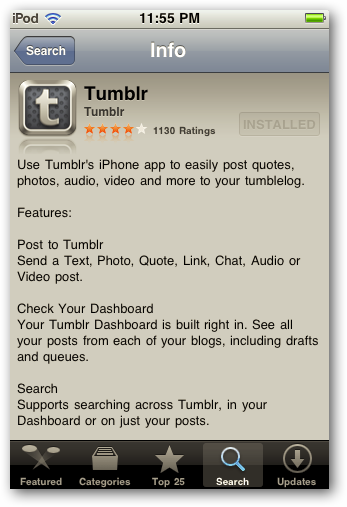 iPod 11:55 PM
Search Info
t
Tumblr
Tumblr
1130 Ratings INSTALLED
Use Tumblr's iPhone app to easily post quotes,
photos, audio, video and more to your tumblelog.
Features:
Post to Tumblr
Send a Text, Photo, Quote, Link, Chat, Audio or
Video post.
Check Your Dashboard
Your Tumblr Dashboard is built right in. See all
your posts from each of your blogs, including drafts
and queues.
Search
Supports searching across Tumblr, in your
Dashboard or on just your posts.
Featured Categories Top 25 Search Updates